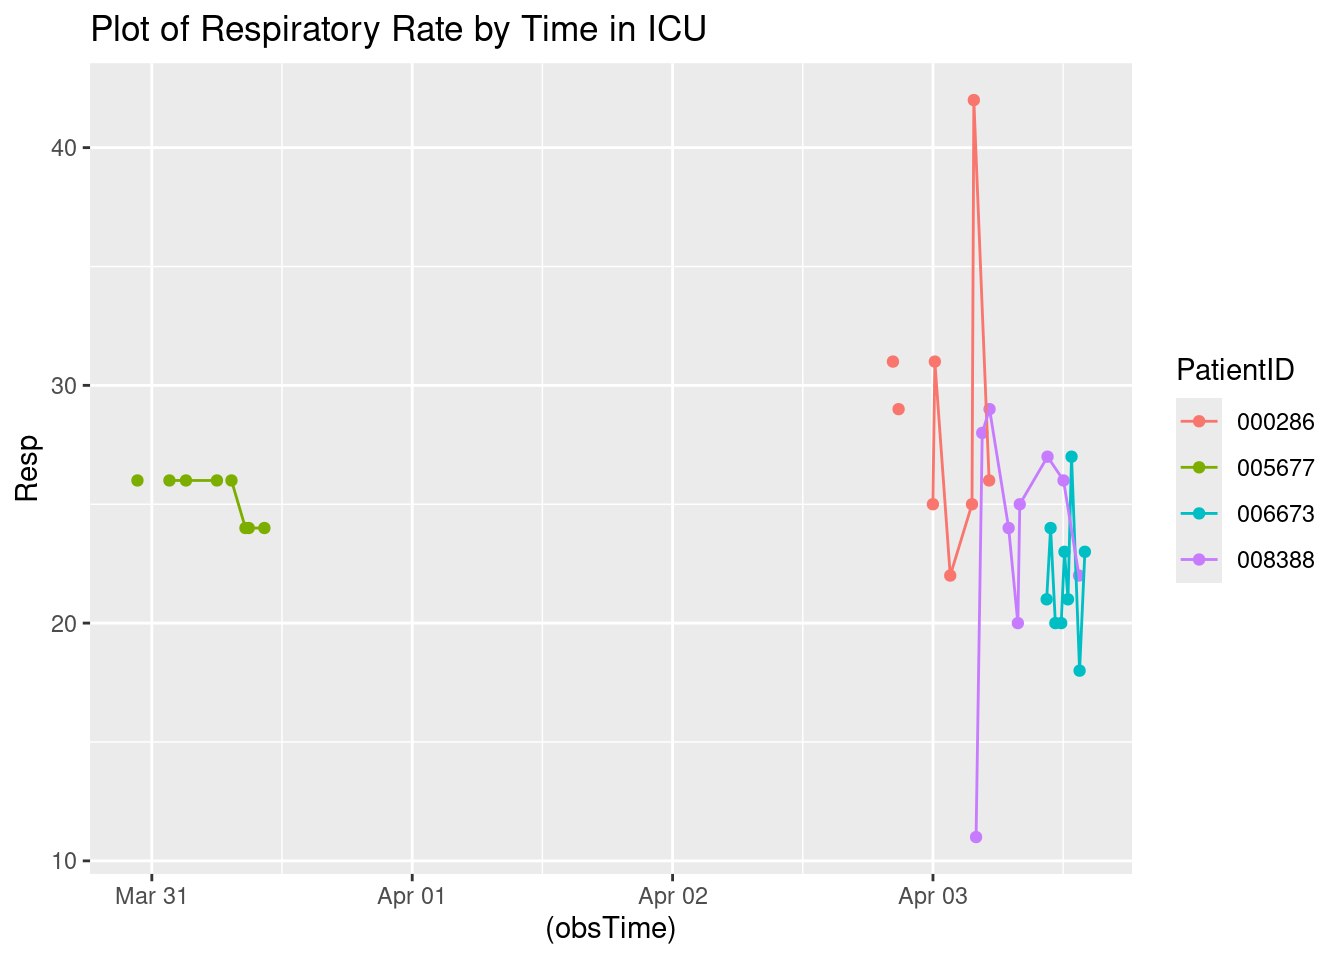 Plot of Respiratory Rate by Time in ICU
Resp
40
30
20
10
Mar 31
Apr 01
Apr 02
Apr 03
(obsTime)
PatientID
000286
005677
006673
008388